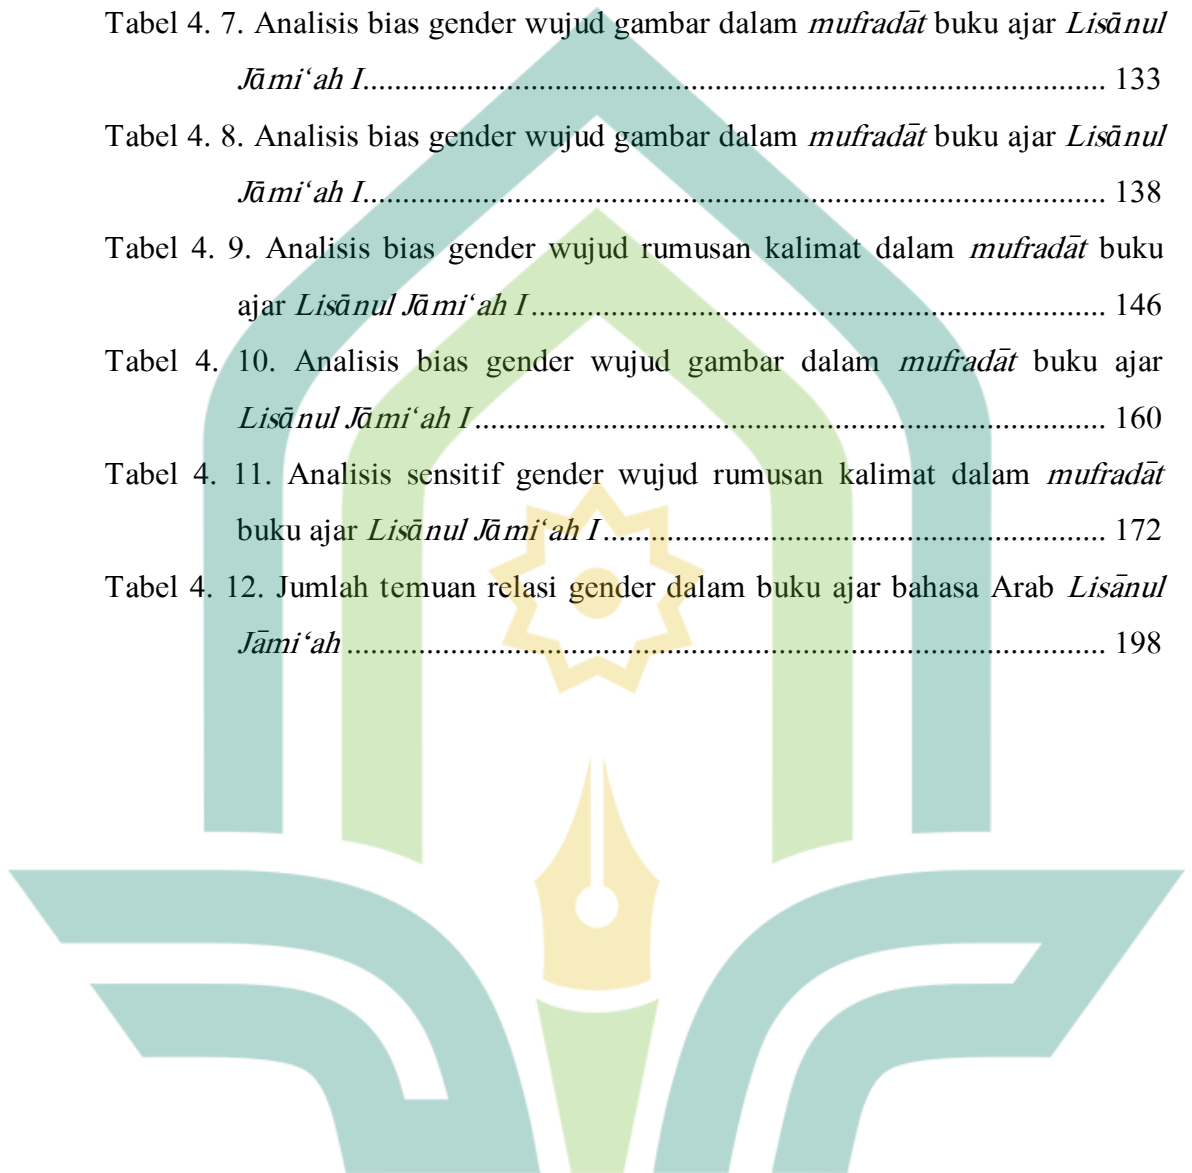 Tabel 4. 7. Analisis bias gender wujud gambar dalam mufradāt buku ajar Lisānul
Jāmi‘ah I................................................................................ 133
Tabel 4. 8. Analisis bias gender wujud gambar dalam mufradāt buku ajar Lisānul
Jāmi‘ah I................................................................................ 138
Tabel 4. 9. Analisis bias gender wujud rumusan kalimat dalam mufradāt buku
ajar Lisānul Jāmi‘ah I ............................................................. 146
Tabel 4. 10. Analisis bias gender wujud gambar dalam mufradāt buku ajar
Lisānul Jāmi‘ah I .................................................................... 160
Tabel 4. 11. Analisis sensitif gender wujud rumusan kalimat dalam mufradāt
buku ajar Lisānul Jāmi‘ah I ...................................................... 172
Tabel 4. 12. Jumlah temuan relasi gender dalam buku ajar bahasa Arab Lisānul
Jāmi‘ah .................................................................................. 198